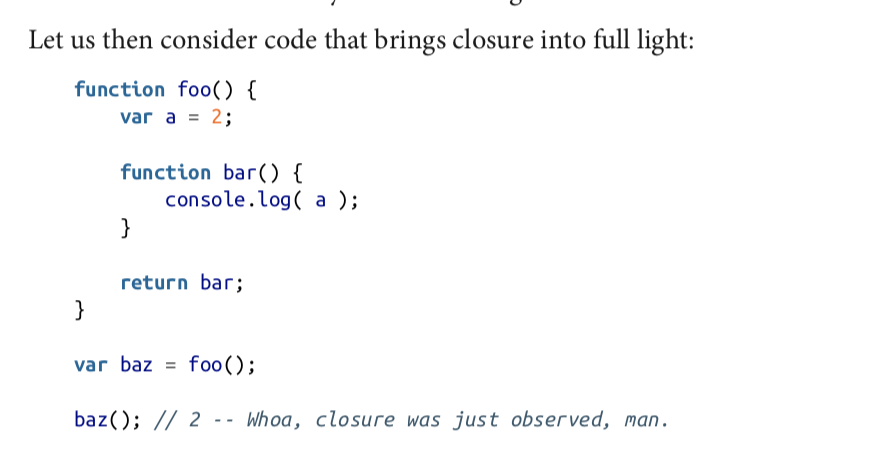 Let us then consider code that brings closure into full light:
function foo() {
    var a = 2;

    function bar() {
        console.log( a );
    }

    return bar;
}

var baz = foo();

baz(); // 2 -- Whoa, closure was just observed, man.